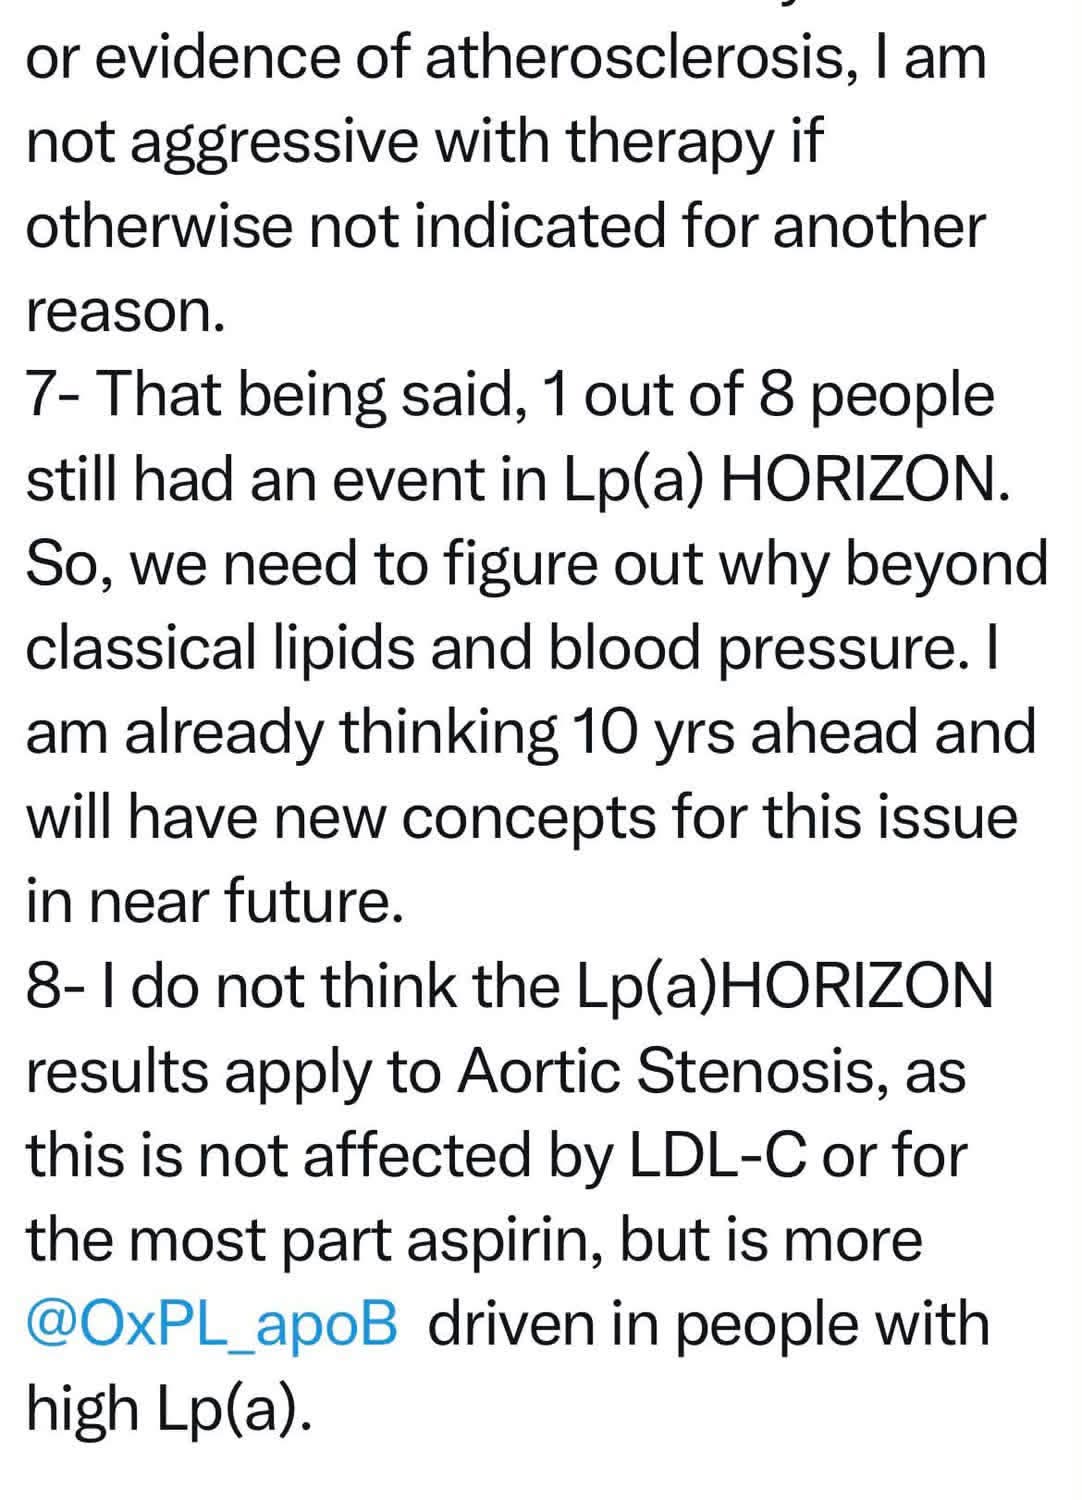 or evidence of atherosclerosis, I am
not aggressive with therapy if
otherwise not indicated for another
reason.
7- That being said, 1 out of 8 people
still had an event in Lp(a) HORIZON.
So, we need to figure out why beyond
classical lipids and blood pressure. I
am already thinking 10 yrs ahead and
will have new concepts for this issue
in near future.
8- I do not think the Lp(a)HORIZON
results apply to Aortic Stenosis, as
this is not affected by LDL-C or for
the most part aspirin, but is more
@OxPL_apoB driven in people with
high Lp(a).